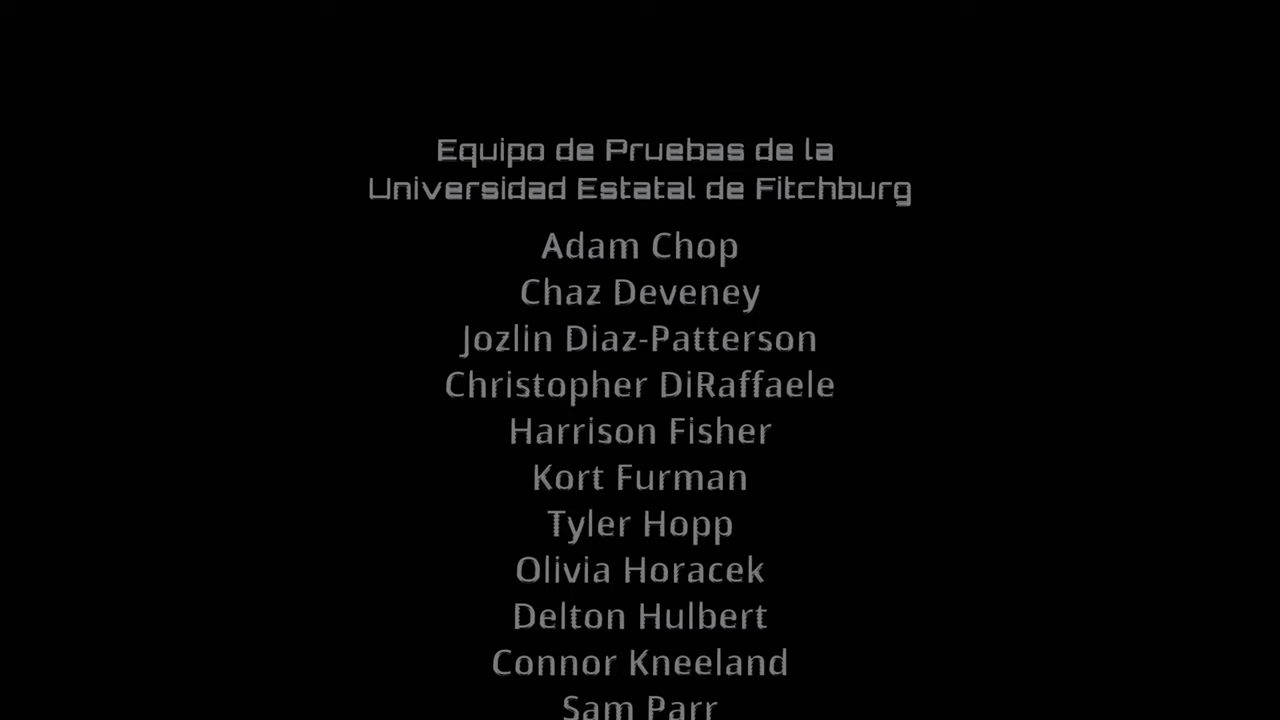 Equipo de Pruebas de la
Universidad Estatal de Fitchburg
Adam Chop
Chaz Deveney
Jozlin Diaz-Patterson
Christopher DiRaffaele
Harrison Fisher
Kort Furman
Tyler Hopp
Olivia Horacek
Delton Hulbert
Connor Kneeland
Sam Parr